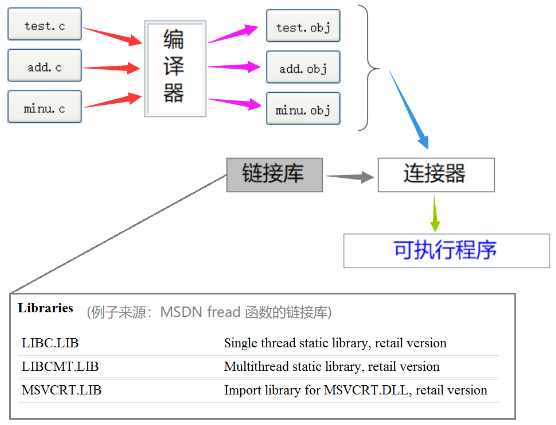 test.c
add.c
minu.c
编译器
test.obj
add.obj
minu.obj
链接库
连接器
可执行程序
Libraries (例子来源：MSDN fread 函数的链接库)
LIBC.LIB Single thread static library, retail version
LIBCMT.LIB Multithread static library, retail version
MSVCRT.LIB Import library for MSVCRT.DLL, retail version